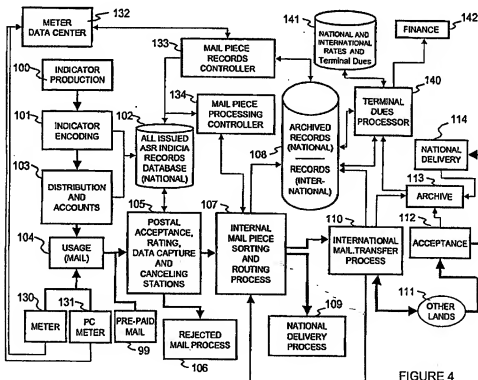 METER
DATA CENTER
132
141
NATIONAL AND
INTERNATIONAL
RATES and
Terminal Dues
FINANCE
142
133
MAIL PIECE
RECORDS
CONTROLLER
100
INDICATOR
PRODUCTION
134
MAIL PIECE
PROCESSING
CONTROLLER
140
TERMINAL
DUES
PROCESSOR
101
INDICATOR
ENCODING
102
ALL ISSUED
ASR INDICIA
RECORDS
DATABASE
(NATIONAL)
108
ARCHIVED
RECORDS
(NATIONAL)
RECORDS
(INTER-
NATIONAL)
114
NATIONAL
DELIVERY
103
DISTRIBUTION
AND
ACCOUNTS
113
ARCHIVE
104
USAGE
(MAIL)
105
POSTAL
ACCEPTANCE,
RATING,
DATA CAPTURE
AND
CANCELING
STATIONS
107
INTERNAL
MAIL PIECE
SORTING
AND
ROUTING
PROCESS
110
INTERNATIONAL
MAIL TRANSFER
PROCESS
112
ACCEPTANCE
111
OTHER
LANDS
130
METER
131
PC
METER
PRE-PAID
MAIL
99
REJECTED
MAIL PROCESS
106
NATIONAL
DELIVERY
PROCESS
109
FIGURE 4